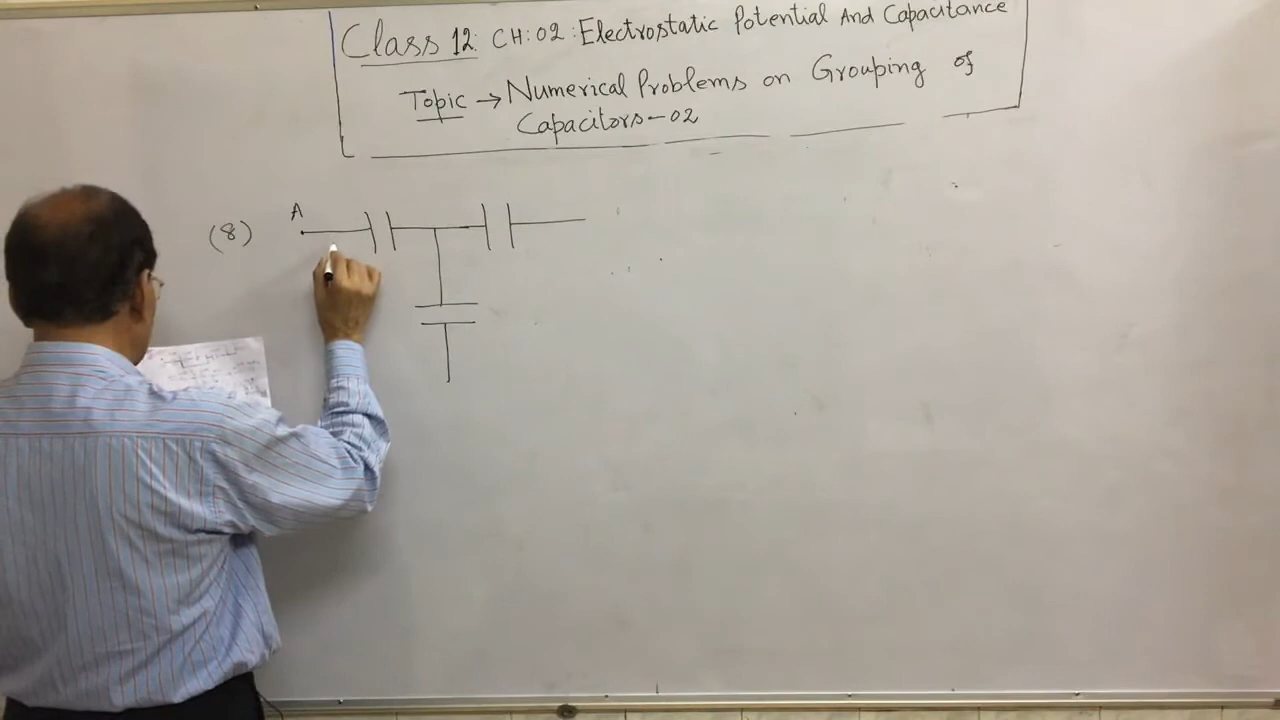 Class 12: CH:02: Electrostatic Potential And Capacitance
Topic → Numerical Problems on Grouping of
Capacitors-02
(8)
A